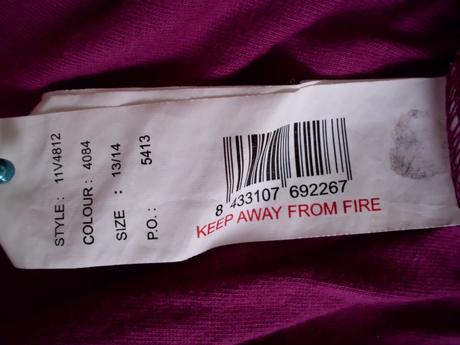 STYLE : 11V4812
COLOUR : 4084
SIZE : 13/14
P.O. : 5413
8 433107 692267
KEEP AWAY FROM FIRE